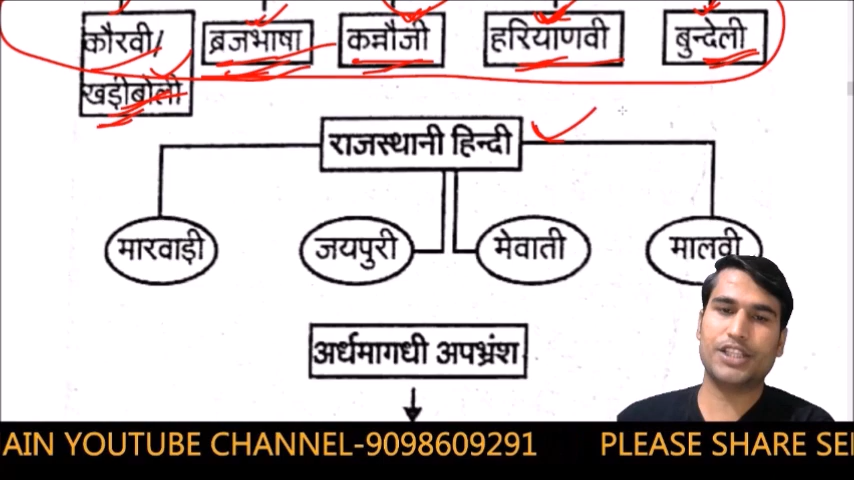 कौरवी/ ब्रजभाषा कन्नौजी हरियाणवी बुन्देली
खड़ीबोली
राजस्थानी हिन्दी
मारवाड़ी जयपुरी मेवाती मालवी
अर्धमागधी अपभ्रंश
AIN YOUTUBE CHANNEL-9098609291 PLEASE SHARE SE